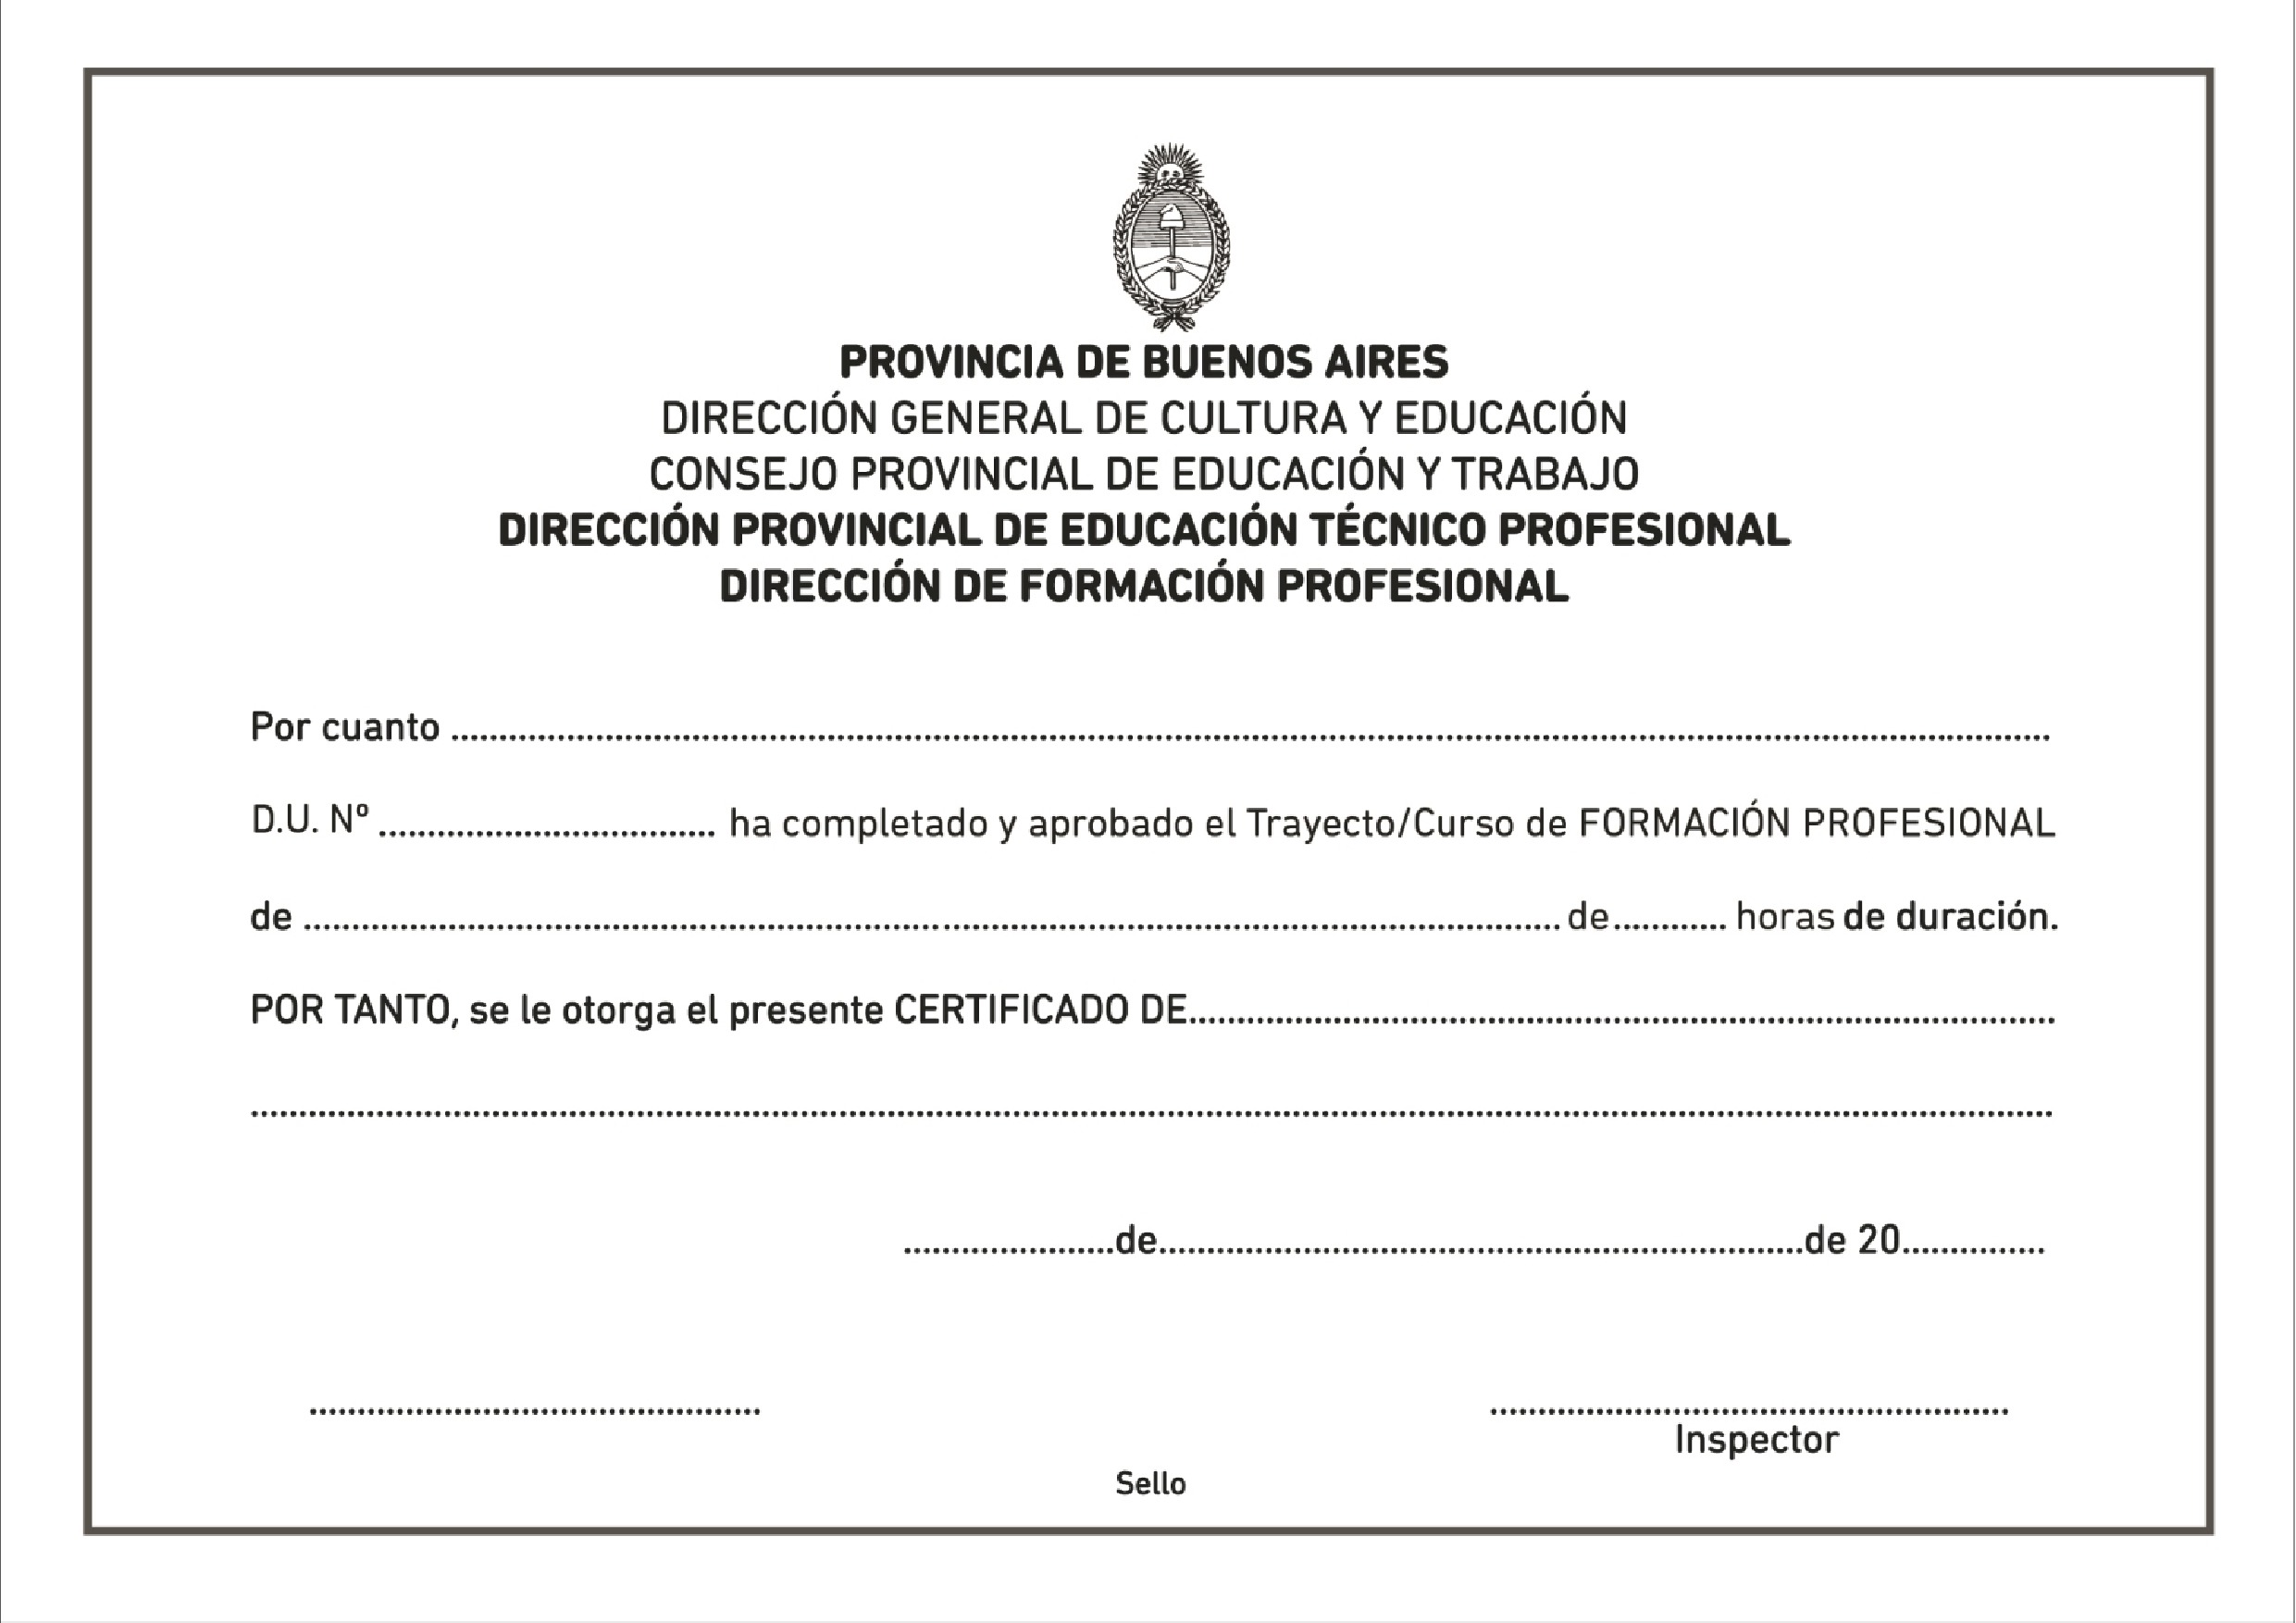 PROVINCIA DE BUENOS AIRES
DIRECCIÓN GENERAL DE CULTURA Y EDUCACIÓN
CONSEJO PROVINCIAL DE EDUCACIÓN Y TRABAJO
DIRECCIÓN PROVINCIAL DE EDUCACIÓN TÉCNICO PROFESIONAL
DIRECCIÓN DE FORMACIÓN PROFESIONAL
Por cuanto ........................................................................
D.U. Nº .................................. ha completado y aprobado el Trayecto/Curso de FORMACIÓN PROFESIONAL
de ........................................................................ de............ horas de duración.
POR TANTO, se le otorga el presente CERTIFICADO DE........................................................................
........................................................................
......................de..................................................................de 20...............
.............................................. .....................................................
Inspector
Sello